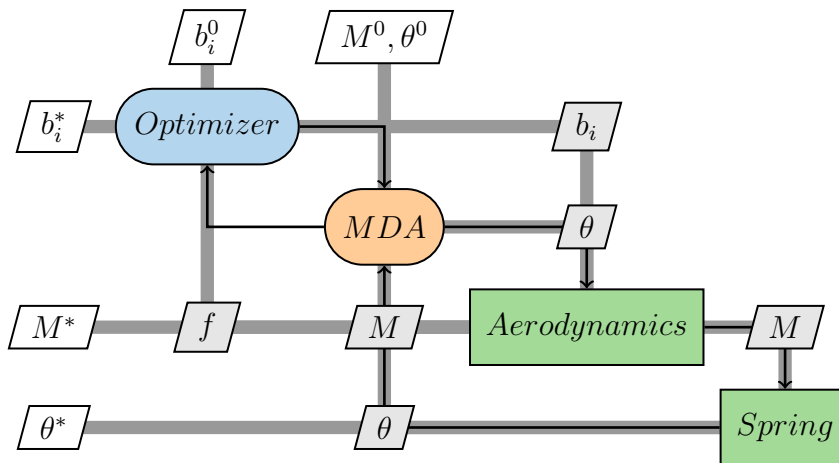 b_i^0 M^0, θ^0
b_i^* Optimizer b_i
MDA θ
M^* f M Aerodynamics M
θ^* θ Spring